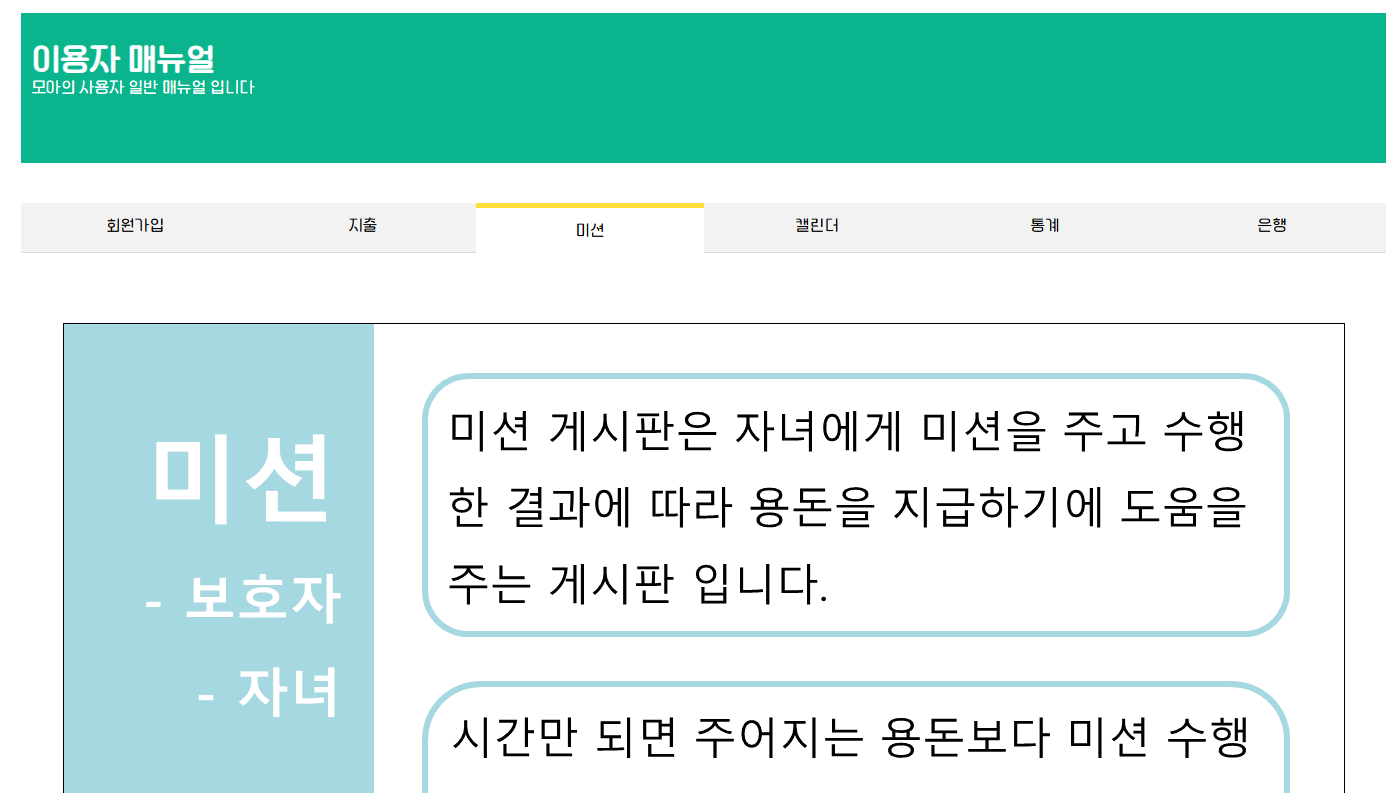 이용자 매뉴얼
모아의 사용자 일반 매뉴얼 입니다
회원가입 지출 미션 캘린더 통계 은행
미션
- 보호자
- 자녀
미션 게시판은 자녀에게 미션을 주고 수행
한 결과에 따라 용돈을 지급하기에 도움을
주는 게시판 입니다.
시간만 되면 주어지는 용돈보다 미션 수행